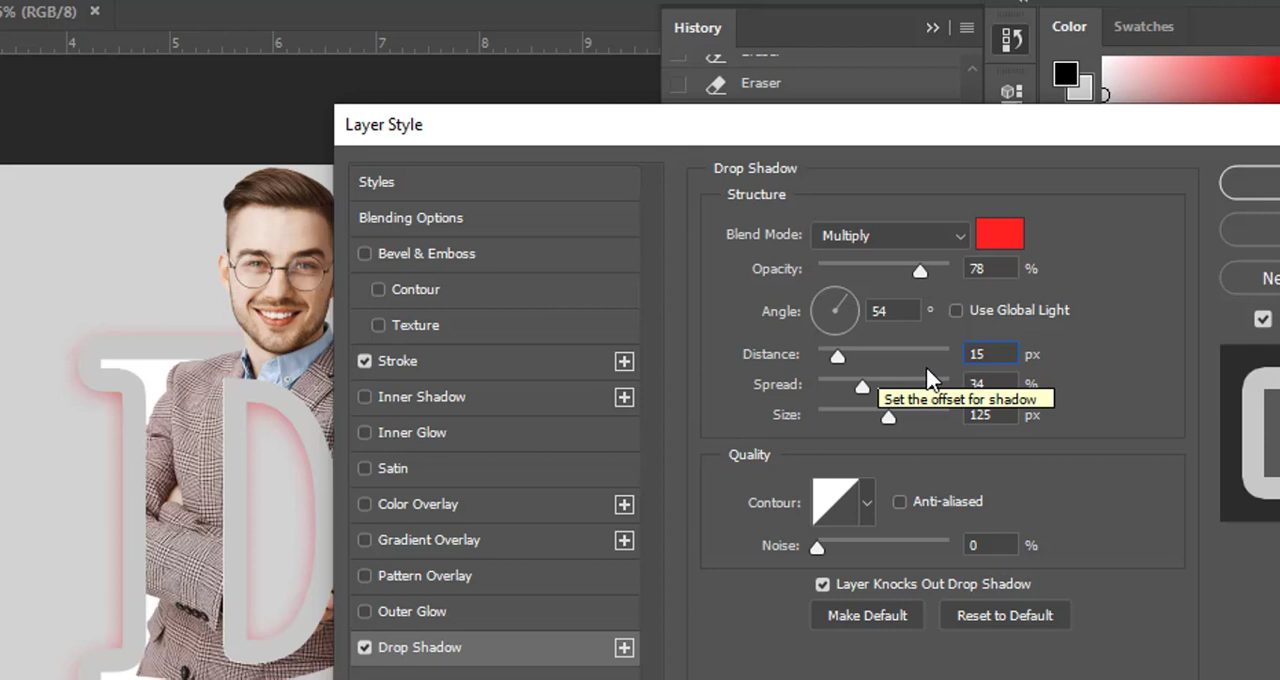 5% (RGB/8) ×
4 5 6 7 8 9
History
Color
Swatches
Eraser
Layer Style
Styles
Blending Options
Bevel & Emboss
Contour
Texture
Stroke
Inner Shadow
Inner Glow
Satin
Color Overlay
Gradient Overlay
Pattern Overlay
Outer Glow
Drop Shadow
Drop Shadow
Structure
Blend Mode: Multiply
Opacity: 78 %
Angle: 54 ° Use Global Light
Distance: 15 px
Spread: 34 %
Set the offset for shadow
Size: 125 px
Quality
Contour: Anti-aliased
Noise: 0 %
Layer Knocks Out Drop Shadow
Make Default
Reset to Default
Ne
ID